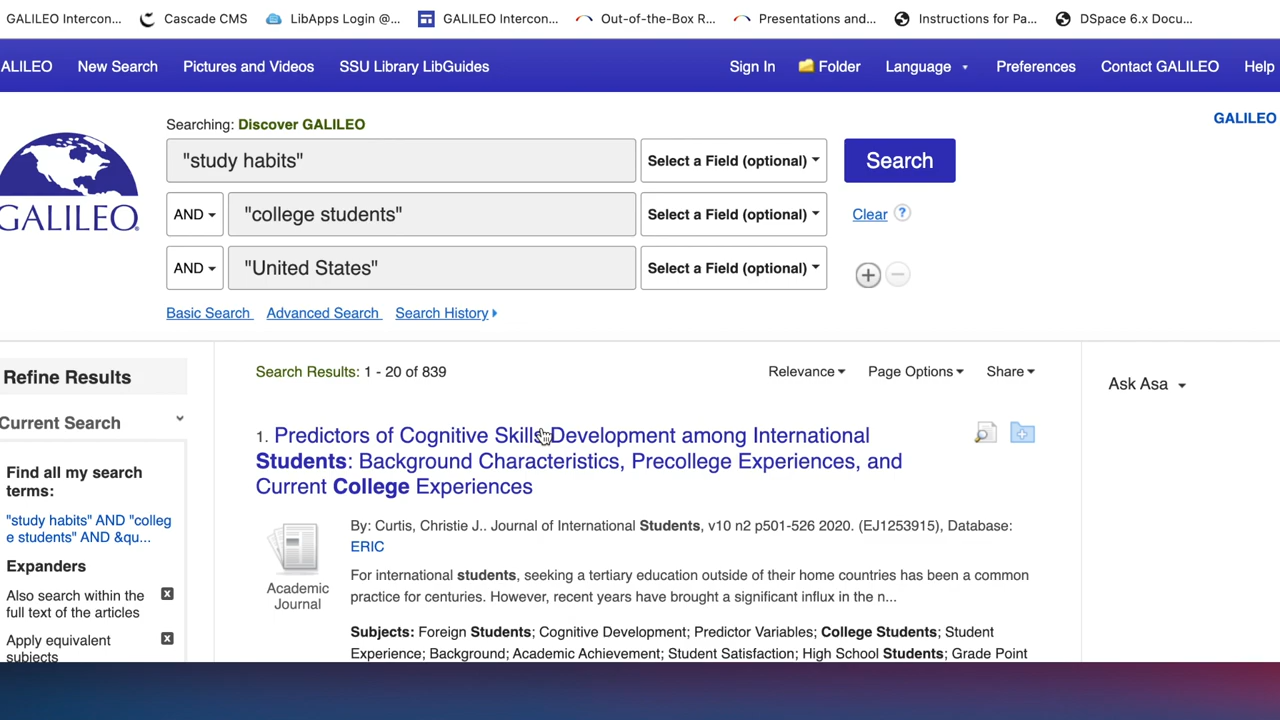 GALILEO Intercon...
Cascade CMS
LibApps Login @...
GALILEO Intercon...
Out-of-the-Box R...
Presentations and...
Instructions for Pa...
DSpace 6.x Docu...
ALILEO
New Search
Pictures and Videos
SSU Library LibGuides
Sign In
Folder
Language
Preferences
Contact GALILEO
Help
GALILEO
Searching: Discover GALILEO
GALILEO
"study habits"
Select a Field (optional)
Search
AND
"college students"
Select a Field (optional)
Clear
?
AND
"United States"
Select a Field (optional)
Basic Search
Advanced Search
Search History
Refine Results
Current Search
Find all my search
terms:
"study habits" AND "colleg
e students" AND &qu...
Expanders
Also search within the
full text of the articles
Apply equivalent
subjects
Search Results: 1 - 20 of 839
Relevance
Page Options
Share
1. Predictors of Cognitive Skills Development among International
Students: Background Characteristics, Precollege Experiences, and
Current College Experiences
Academic
Journal
By: Curtis, Christie J.. Journal of International Students, v10 n2 p501-526 2020. (EJ1253915), Database:
ERIC
For international students, seeking a tertiary education outside of their home countries has been a common
practice for centuries. However, recent years have brought a significant influx in the n...
Subjects: Foreign Students; Cognitive Development; Predictor Variables; College Students; Student
Experience; Background; Academic Achievement; Student Satisfaction; High School Students; Grade Point
Ask Asa